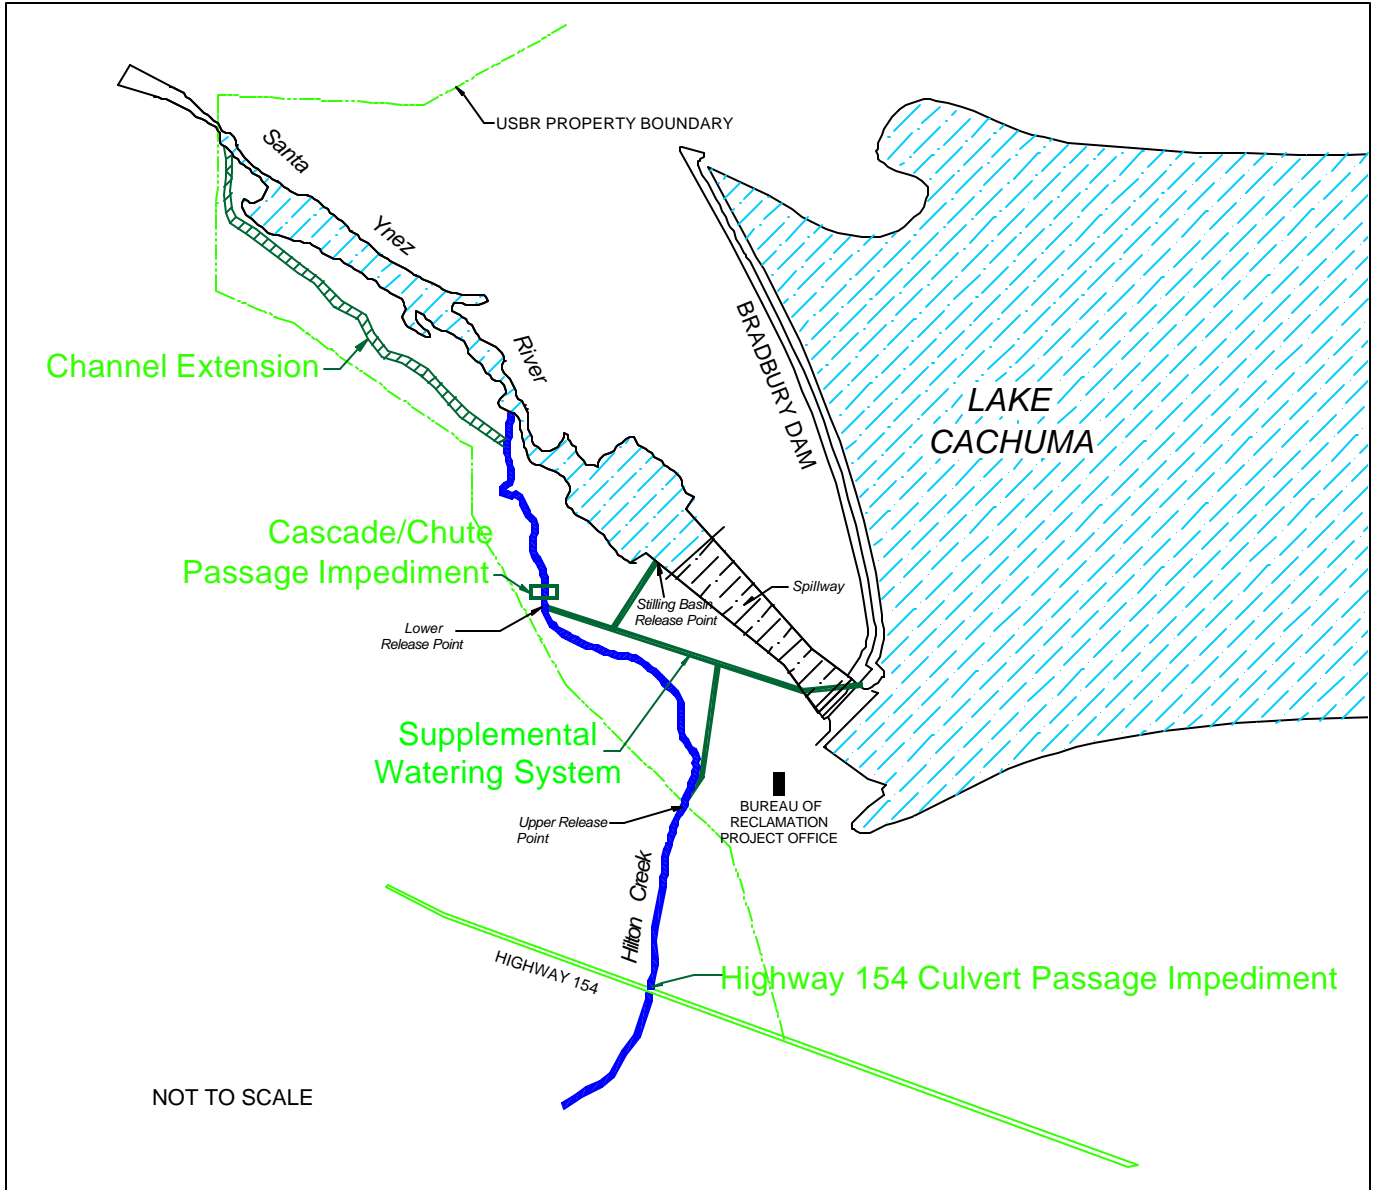 USBR PROPERTY BOUNDARY
Santa
Ynez
River
BRADBURY DAM
LAKE
CACHUMA
Channel Extension
Cascade/Chute
Passage Impediment
Spillway
Stilling Basin
Release Point
Lower
Release Point
Supplemental
Watering System
BUREAU OF
RECLAMATION
PROJECT OFFICE
Upper Release
Point
Hilton Creek
HIGHWAY 154
Highway 154 Culvert Passage Impediment
NOT TO SCALE